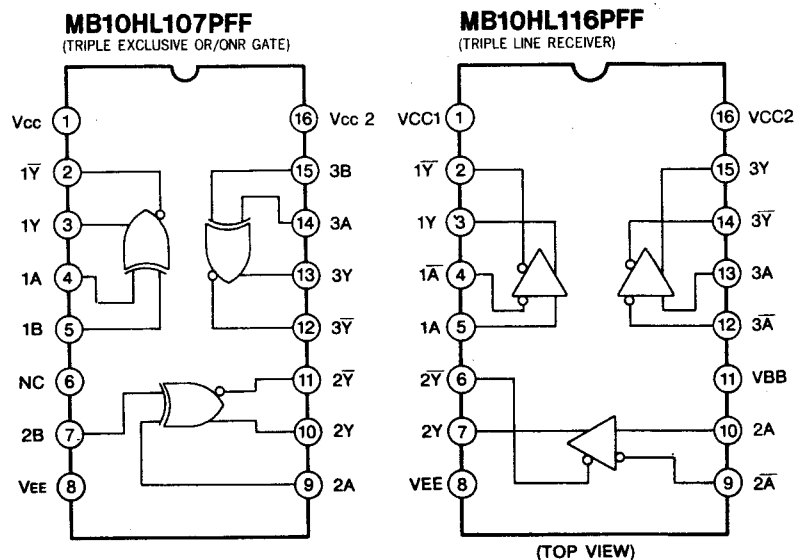 MB10HL107PFF
(TRIPLE EXCLUSIVE OR/ONR GATE)
Vcc 1 16 Vcc 2
1Y̅ 2 15 3B
1Y 3 14 3A
1A 4 13 3Y
1B 5 12 3Y̅
NC 6 11 2Y̅
2B 7 10 2Y
VEE 8 9 2A
MB10HL116PFF
(TRIPLE LINE RECEIVER)
VCC1 1 16 VCC2
1Y̅ 2 15 3Y
1Y 3 14 3Y̅
1A̅ 4 13 3A
1A 5 12 3A̅
2Y̅ 6 11 VBB
2Y 7 10 2A
VEE 8 9 2A̅
(TOP VIEW)